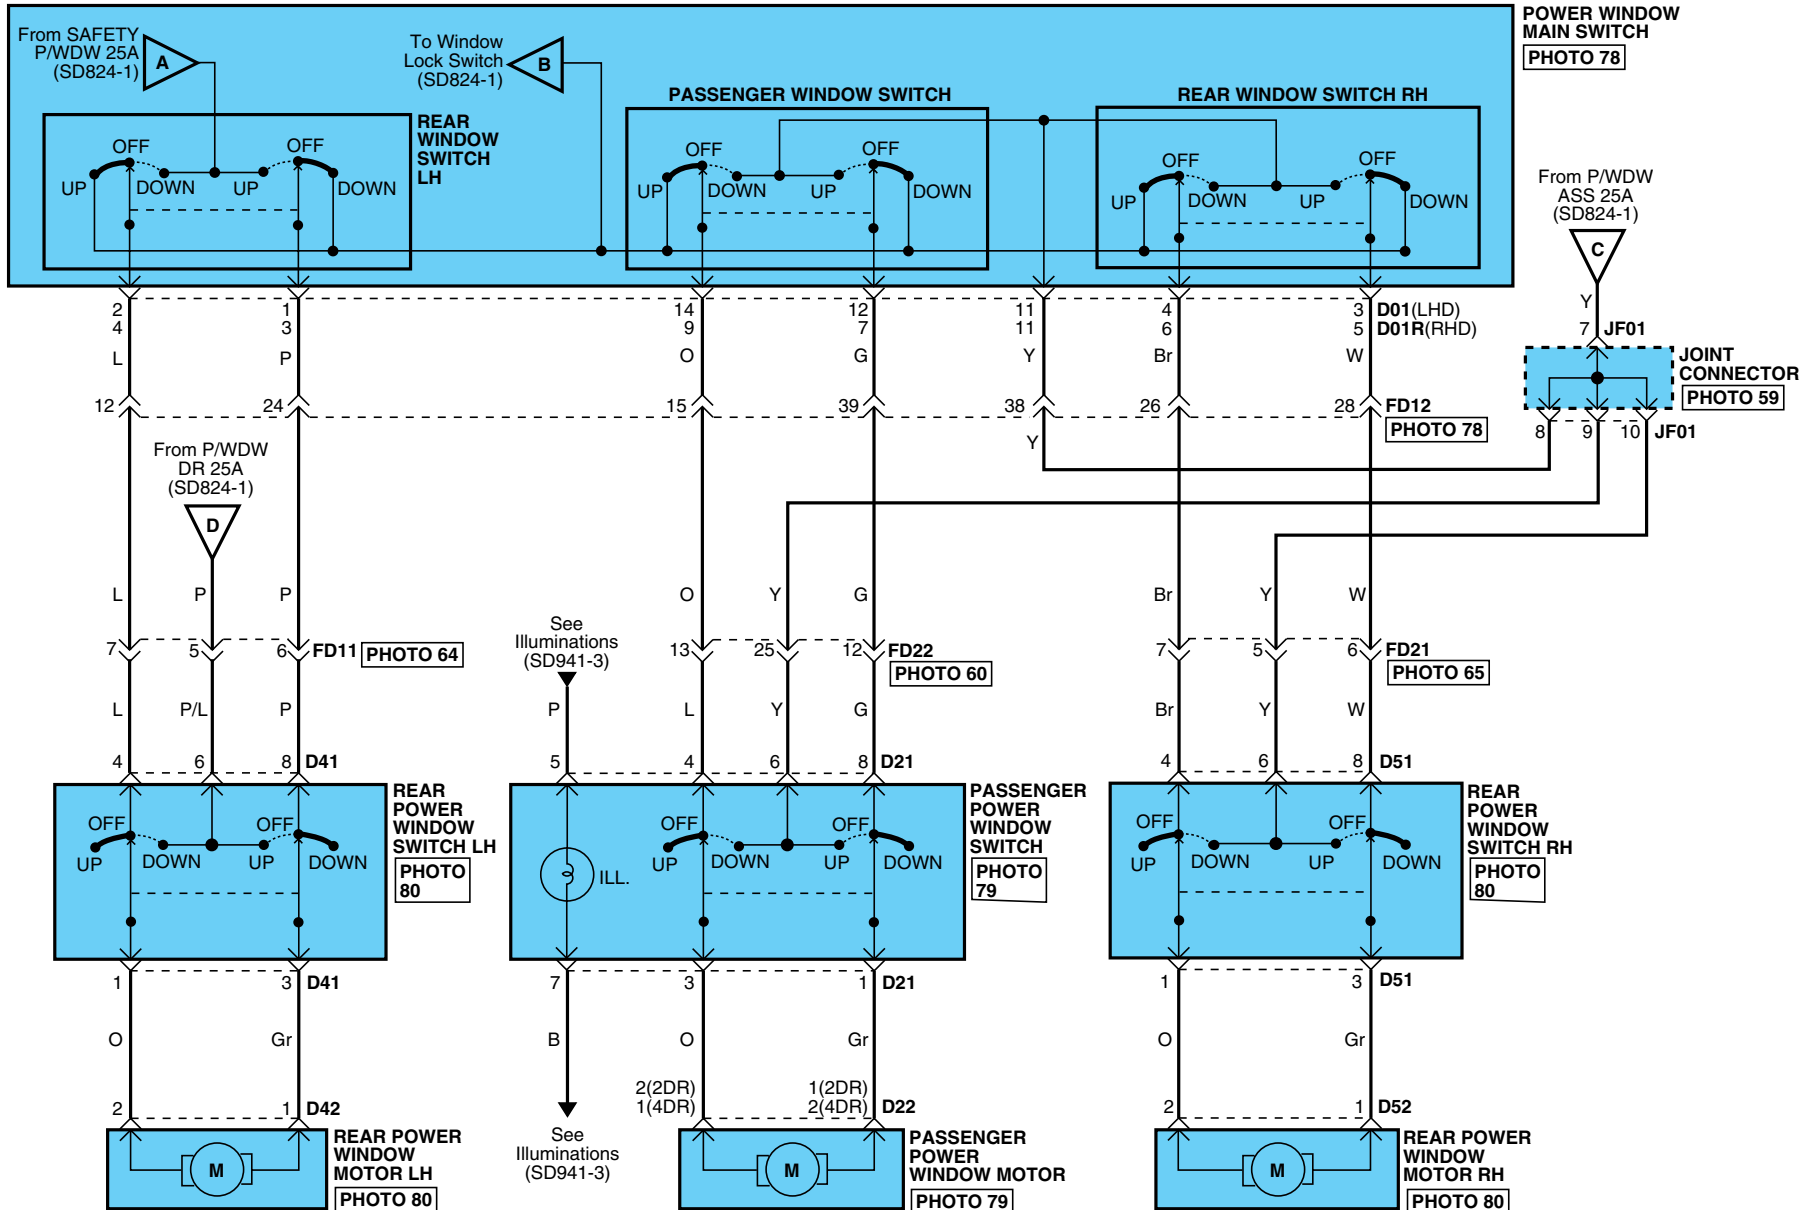 From SAFETY
P/WDW 25A
(SD824-1)
A
To Window
Lock Switch
(SD824-1)
B
POWER WINDOW
MAIN SWITCH
PHOTO 78
PASSENGER WINDOW SWITCH
REAR WINDOW SWITCH RH
REAR
WINDOW
SWITCH
LH
OFF OFF
UP DOWN UP DOWN
OFF OFF
UP DOWN UP DOWN
OFF OFF
UP DOWN UP DOWN
From P/WDW
ASS 25A
(SD824-1)
C
Y
7 JF01
JOINT
CONNECTOR
PHOTO 59
8 9 10 JF01
2 1 14 12 11 4 3 D01(LHD)
4 3 9 7 11 6 5 D01R(RHD)
L P O G Y Br W
12 24 15 39 38 26 28 FD12
PHOTO 78
Y
From P/WDW
DR 25A
(SD824-1)
D
L P P O Y G Br Y W
7 5 6 FD11 PHOTO 64
See
Illuminations
(SD941-3)
13 25 12 FD22
PHOTO 60
7 5 6 FD21
PHOTO 65
L P/L P P L Y G Br Y W
4 6 8 D41
5 4 6 8 D21
4 6 8 D51
REAR
POWER
WINDOW
SWITCH LH
PHOTO
80
OFF OFF
UP DOWN UP DOWN
PASSENGER
POWER
WINDOW
SWITCH
PHOTO
79
ILL.
OFF OFF
UP DOWN UP DOWN
REAR
POWER
WINDOW
SWITCH RH
PHOTO
80
OFF OFF
UP DOWN UP DOWN
1 3 D41
7 3 1 D21
1 3 D51
O Gr B O Gr O Gr
2 1 D42
2(2DR) 1(2DR)
1(4DR) 2(4DR) D22
2 1 D52
M
REAR POWER
WINDOW
MOTOR LH
PHOTO 80
See
Illuminations
(SD941-3)
M
PASSENGER
POWER
WINDOW MOTOR
PHOTO 79
M
REAR POWER
WINDOW
MOTOR RH
PHOTO 80